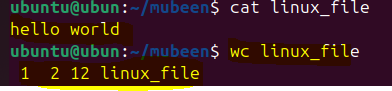 ubuntu@ubun:~/mubeen$ cat linux_file
hello world
ubuntu@ubun:~/mubeen$ wc linux_file
1 2 12 linux_file